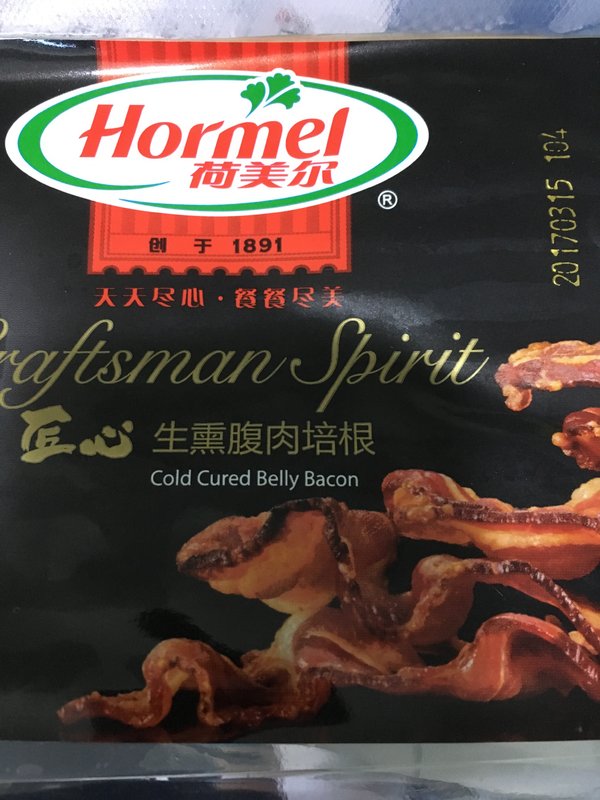 Hormel
荷美尔
®
创于1891
天天尽心·餐餐尽美
raftsman Spirit
匠心 生熏腹肉培根
Cold Cured Belly Bacon
20170315 104